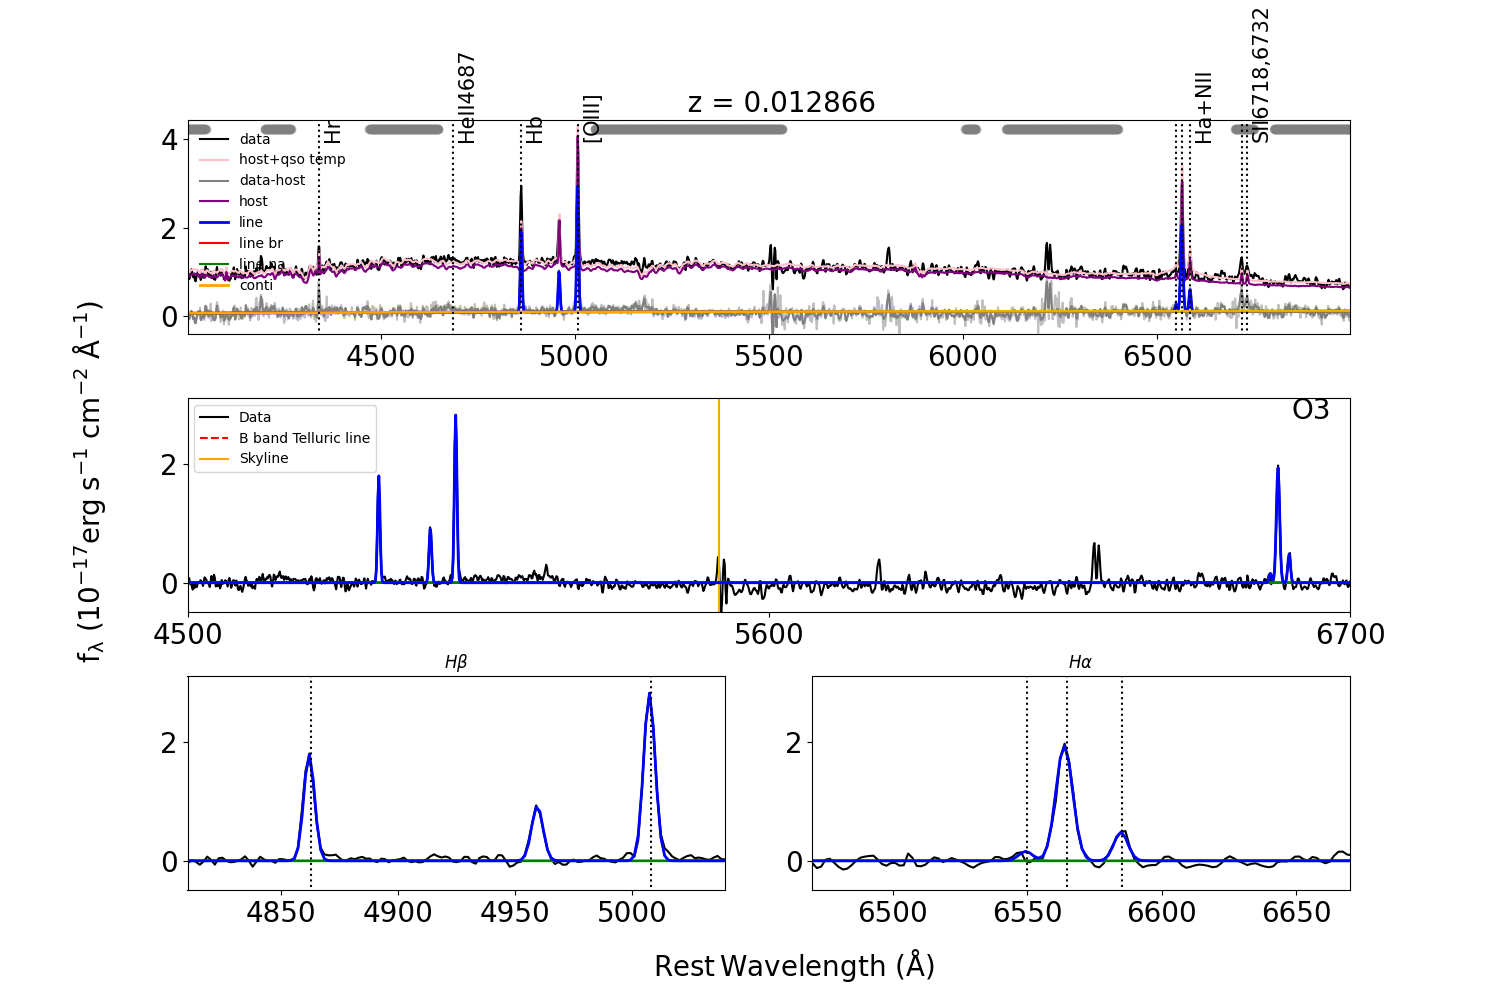 z = 0.012866
Hr
HeII4687
Hb
[OIII]
Ha+NII
SII6718,6732
data
host+qso temp
data-host
host
line
line br
line na
conti
4
2
0
4500
5000
5500
6000
6500
fλ (10⁻¹⁷erg s⁻¹ cm⁻² Å⁻¹)
O3
Data
B band Telluric line
Skyline
2
0
4500
5600
6700
Hβ
2
0
4850
4900
4950
5000
Hα
2
0
6500
6550
6600
6650
Rest Wavelength (Å)